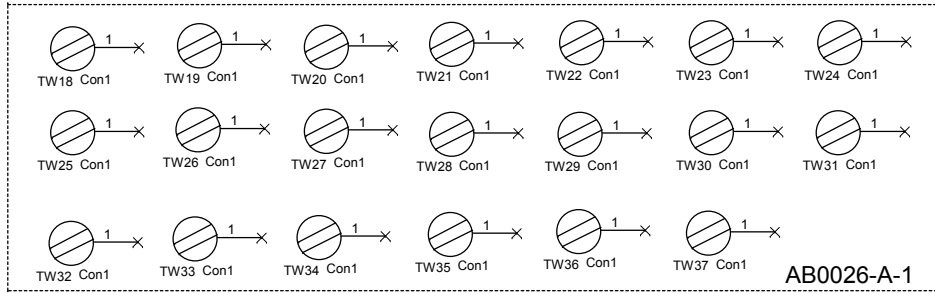 1 1 1 1 1 1 1
TW18 Con1 TW19 Con1 TW20 Con1 TW21 Con1 TW22 Con1 TW23 Con1 TW24 Con1
1 1 1 1 1 1 1
TW25 Con1 TW26 Con1 TW27 Con1 TW28 Con1 TW29 Con1 TW30 Con1 TW31 Con1
1 1 1 1 1 1
TW32 Con1 TW33 Con1 TW34 Con1 TW35 Con1 TW36 Con1 TW37 Con1
AB0026-A-1